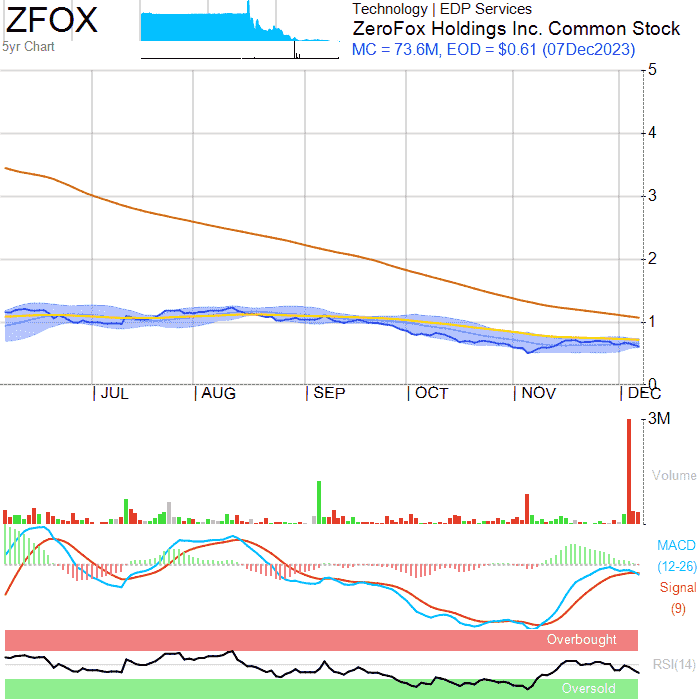 ZFOX
5yr Chart
Technology | EDP Services
ZeroFox Holdings Inc. Common Stock
MC = 73.6M, EOD = $0.61 (07Dec2023)
5
4
3
2
1
0
JUL AUG SEP OCT NOV DEC
3M
Volume
MACD
(12-26)
Signal
(9)
Overbought
RSI(14)
Oversold